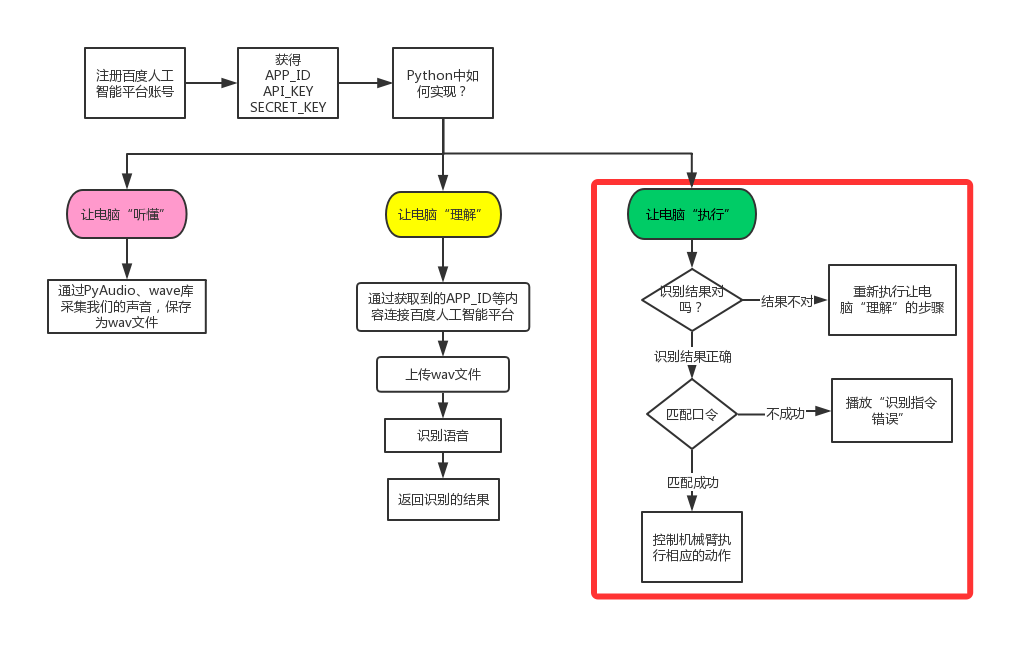 注册百度人工
智能平台账号
获得
APP_ID
API_KEY
SECRET_KEY
Python中如
何实现？
让电脑“听懂”
让电脑“理解”
让电脑“执行”
通过PyAudio、wave库
采集我们的声音，保存
为wav文件
通过获取到的APP_ID等内
容连接百度人工智能平台
上传wav文件
识别语音
返回识别的结果
识别结果对
吗？
结果不对
重新执行让电
脑“理解”的步骤
识别结果正确
匹配口令
不成功
播放“识别指令
错误”
匹配成功
控制机械臂执
行相应的动作